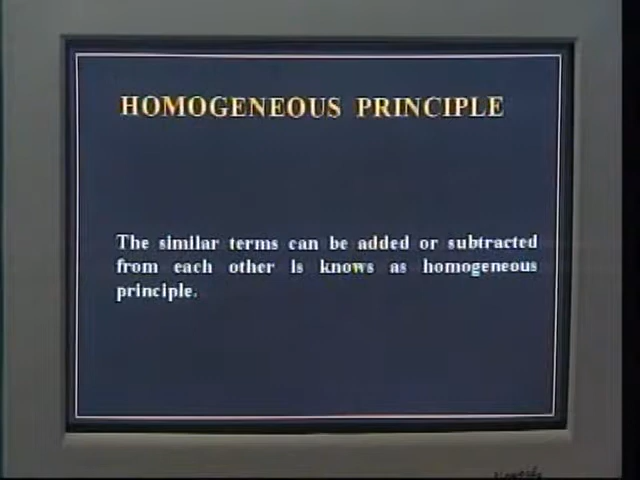 HOMOGENEOUS PRINCIPLE
The similar terms can be added or subtracted
from each other is knows as homogeneous
principle.